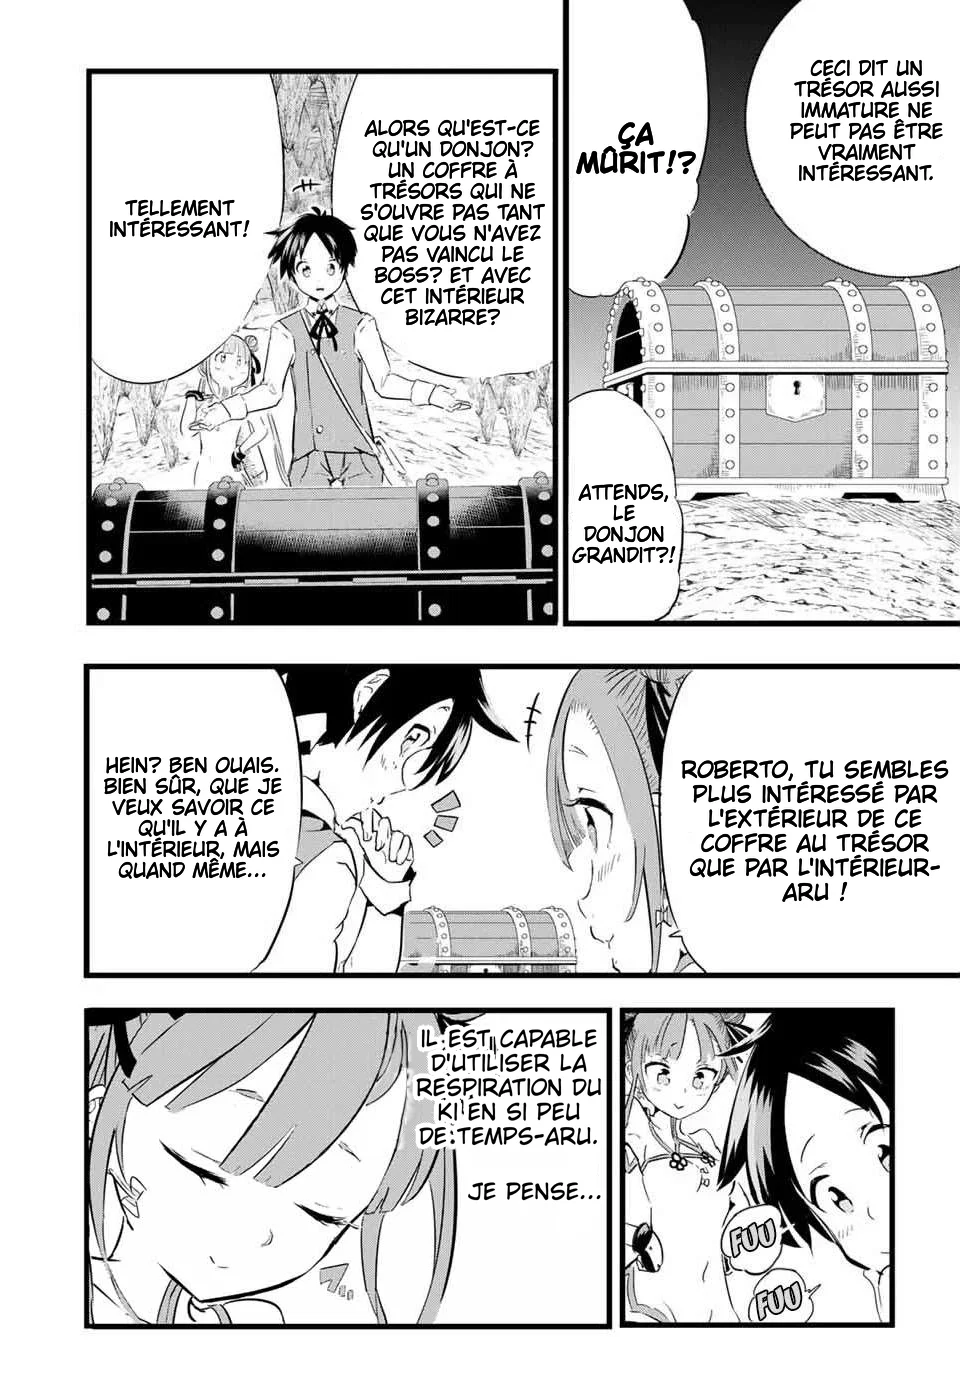 CECI DIT UN
TRÉSOR AUSSI
IMMATURE NE
PEUT PAS ÊTRE
VRAIMENT
INTÉRESSANT.
ÇA
MÛRIT!?
ATTENDS,
LE
DONJON
GRANDIT?!
ALORS QU'EST-CE
QU'UN DONJON?
UN COFFRE À
TRÉSORS QUI NE
S'OUVRE PAS TANT
QUE VOUS N'AVEZ
PAS VAINCU LE
BOSS? ET AVEC
CET INTÉRIEUR
BIZARRE?
TELLEMENT
INTÉRESSANT!
ROBERTO, TU SEMBLES
PLUS INTÉRESSÉ PAR
L'EXTÉRIEUR DE CE
COFFRE AU TRÉSOR
QUE PAR L'INTÉRIEUR-
ARU !
HEIN? BEN OUAIS.
BIEN SÛR, QUE JE
VEUX SAVOIR CE
QU'IL Y A À
L'INTÉRIEUR, MAIS
QUAND MÊME...
FUU
FUU
IL EST CAPABLE
D'UTILISER LA
RESPIRATION DU
KI EN SI PEU
DE TEMPS-ARU.
JE PENSE...